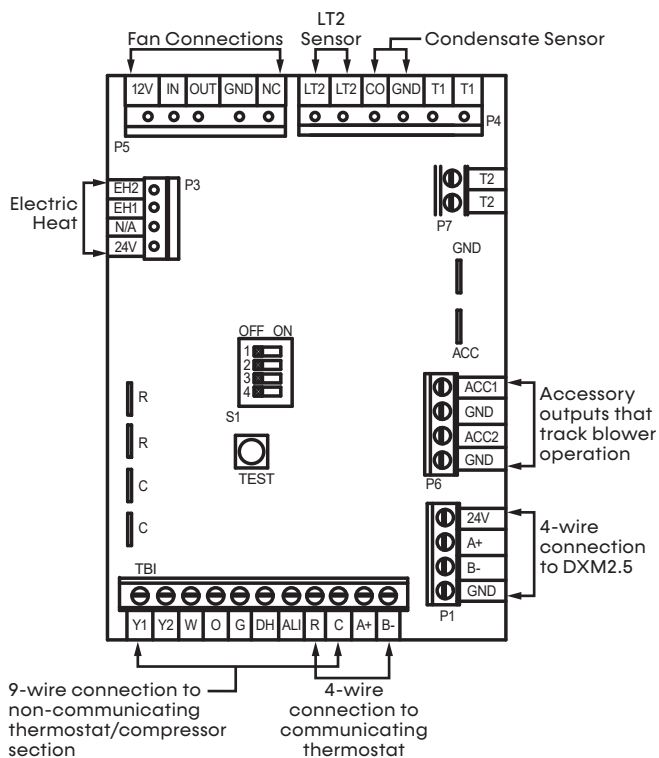 LT2
Sensor
Fan Connections
Condensate Sensor
12V IN OUT GND NC
LT2 LT2 CO GND T1 T1
P5
P4
Electric
Heat
EH2
EH1
N/A
24V
P3
T2
T2
P7
GND
ACC
OFF ON
1
2
3
4
S1
TEST
R
R
C
C
ACC1
GND
ACC2
GND
P6
Accessory
outputs that
track blower
operation
24V
A+
B-
GND
P1
4-wire
connection
to DXM2.5
TBI
Y1 Y2 W O G DH ALI R C A+ B-
9-wire connection to
non-communicating
thermostat/compressor
section
4-wire
connection to
communicating
thermostat